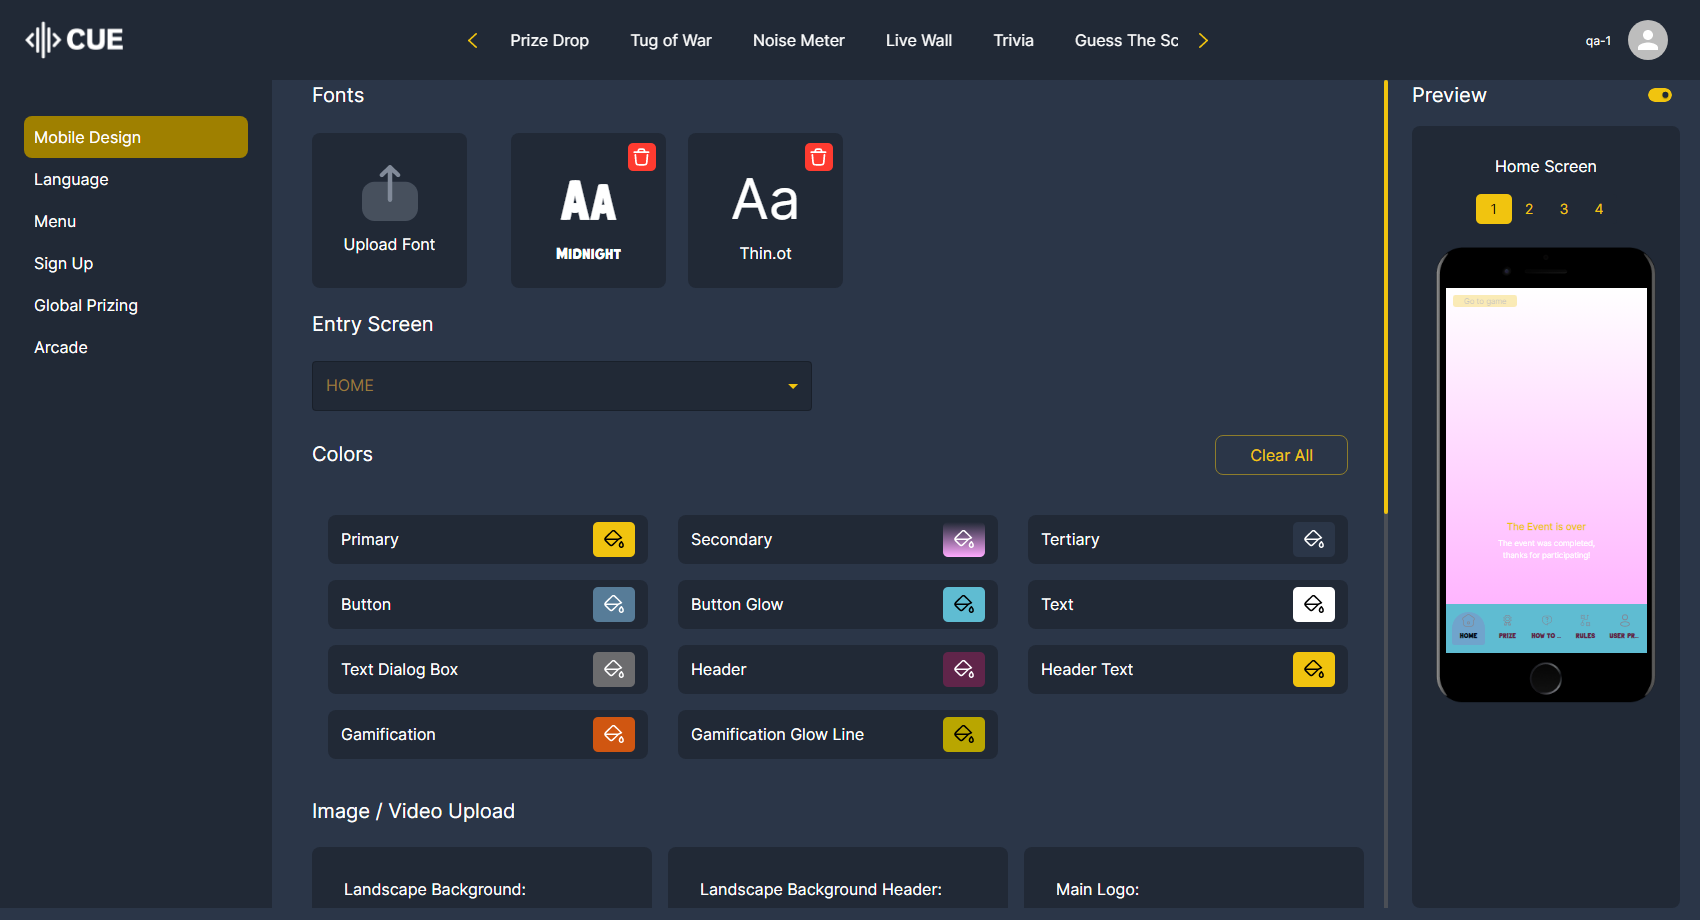 CUE
Prize Drop
Tug of War
Noise Meter
Live Wall
Trivia
Guess The Sc
qa-1
Mobile Design
Language
Menu
Sign Up
Global Prizing
Arcade
Fonts
Upload Font
AA
MIDNIGHT
Aa
Thin.ot
Entry Screen
HOME
Colors
Clear All
Primary
Secondary
Tertiary
Button
Button Glow
Text
Text Dialog Box
Header
Header Text
Gamification
Gamification Glow Line
Image / Video Upload
Landscape Background:
Landscape Background Header:
Main Logo:
Preview
Home Screen
1 2 3 4
Go to game
The Event is over
The event was completed,
thanks for participating!
HOME PRIZE HOW TO ... RULES USER PR...